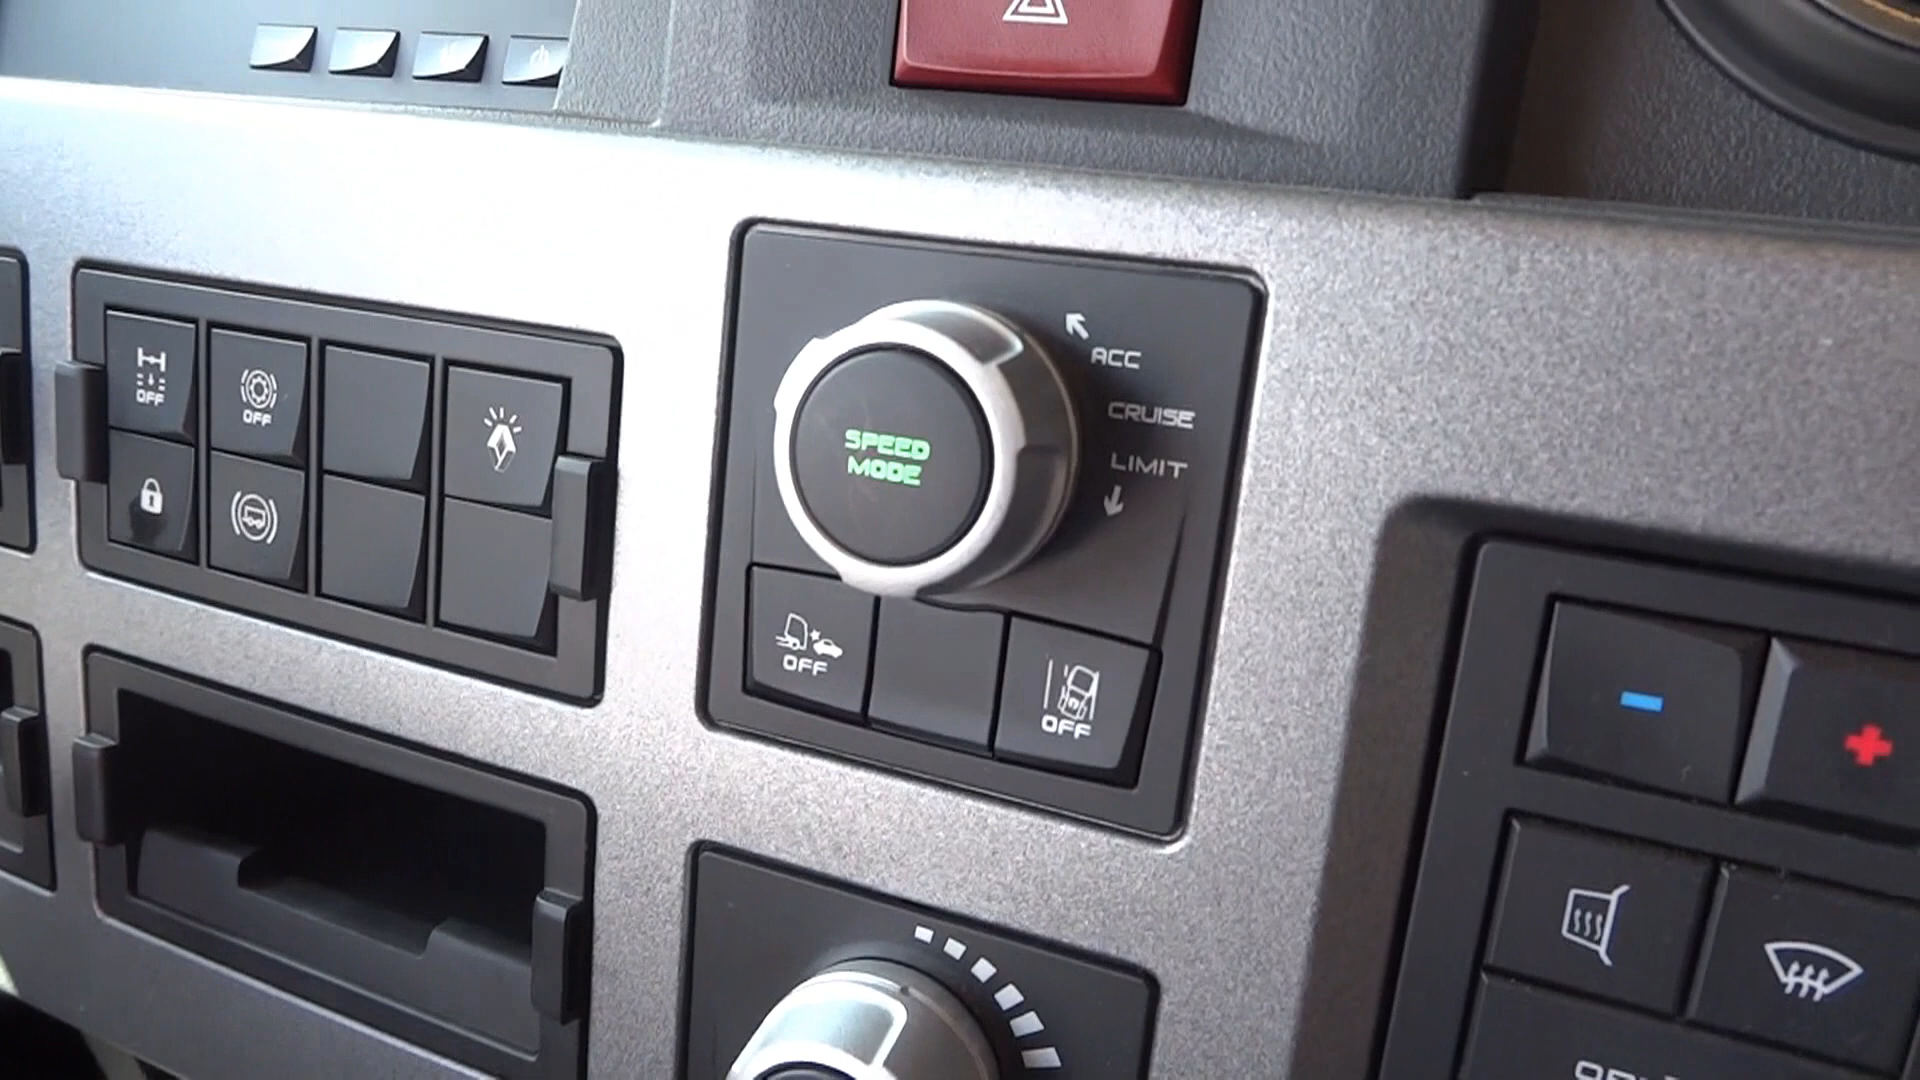 OFF
OFF
SPEED
MODE
ACC
CRUISE
LIMIT
OFF
OFF